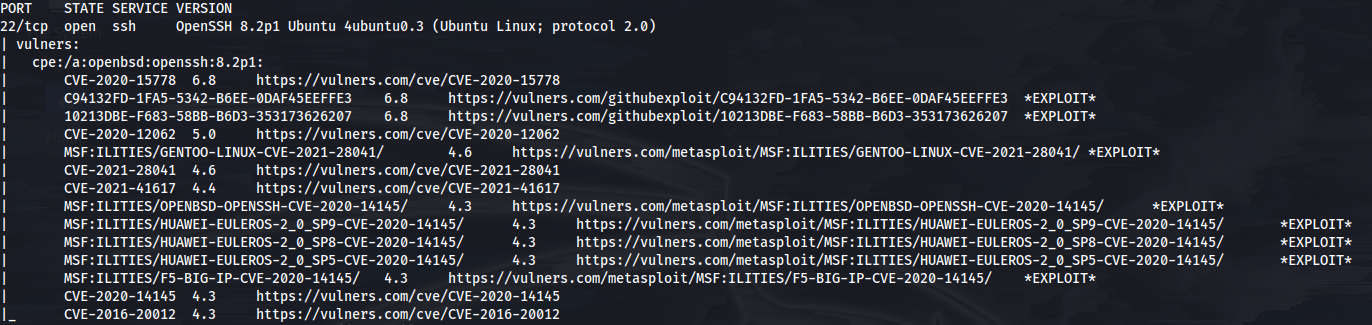 PORT STATE SERVICE VERSION
22/tcp open ssh OpenSSH 8.2p1 Ubuntu 4ubuntu0.3 (Ubuntu Linux; protocol 2.0)
| vulners:
| cpe:/a:openbsd:openssh:8.2p1:
| CVE-2020-15778 6.8 https://vulners.com/cve/CVE-2020-15778
| C94132FD-1FA5-5342-B6EE-0DAF45EEFFE3 6.8 https://vulners.com/githubexploit/C94132FD-1FA5-5342-B6EE-0DAF45EEFFE3 *EXPLOIT*
| 10213DBE-F683-58BB-B6D3-353173626207 6.8 https://vulners.com/githubexploit/10213DBE-F683-58BB-B6D3-353173626207 *EXPLOIT*
| CVE-2020-12062 5.0 https://vulners.com/cve/CVE-2020-12062
| MSF:ILITIES/GENTOO-LINUX-CVE-2021-28041/ 4.6 https://vulners.com/metasploit/MSF:ILITIES/GENTOO-LINUX-CVE-2021-28041/ *EXPLOIT*
| CVE-2021-28041 4.6 https://vulners.com/cve/CVE-2021-28041
| CVE-2021-41617 4.4 https://vulners.com/cve/CVE-2021-41617
| MSF:ILITIES/OPENBSD-OPENSSH-CVE-2020-14145/ 4.3 https://vulners.com/metasploit/MSF:ILITIES/OPENBSD-OPENSSH-CVE-2020-14145/ *EXPLOIT*
| MSF:ILITIES/HUAWEI-EULEROS-2_0_SP9-CVE-2020-14145/ 4.3 https://vulners.com/metasploit/MSF:ILITIES/HUAWEI-EULEROS-2_0_SP9-CVE-2020-14145/ *EXPLOIT*
| MSF:ILITIES/HUAWEI-EULEROS-2_0_SP8-CVE-2020-14145/ 4.3 https://vulners.com/metasploit/MSF:ILITIES/HUAWEI-EULEROS-2_0_SP8-CVE-2020-14145/ *EXPLOIT*
| MSF:ILITIES/HUAWEI-EULEROS-2_0_SP5-CVE-2020-14145/ 4.3 https://vulners.com/metasploit/MSF:ILITIES/HUAWEI-EULEROS-2_0_SP5-CVE-2020-14145/ *EXPLOIT*
| MSF:ILITIES/F5-BIG-IP-CVE-2020-14145/ 4.3 https://vulners.com/metasploit/MSF:ILITIES/F5-BIG-IP-CVE-2020-14145/ *EXPLOIT*
| CVE-2020-14145 4.3 https://vulners.com/cve/CVE-2020-14145
|_ CVE-2016-20012 4.3 https://vulners.com/cve/CVE-2016-20012